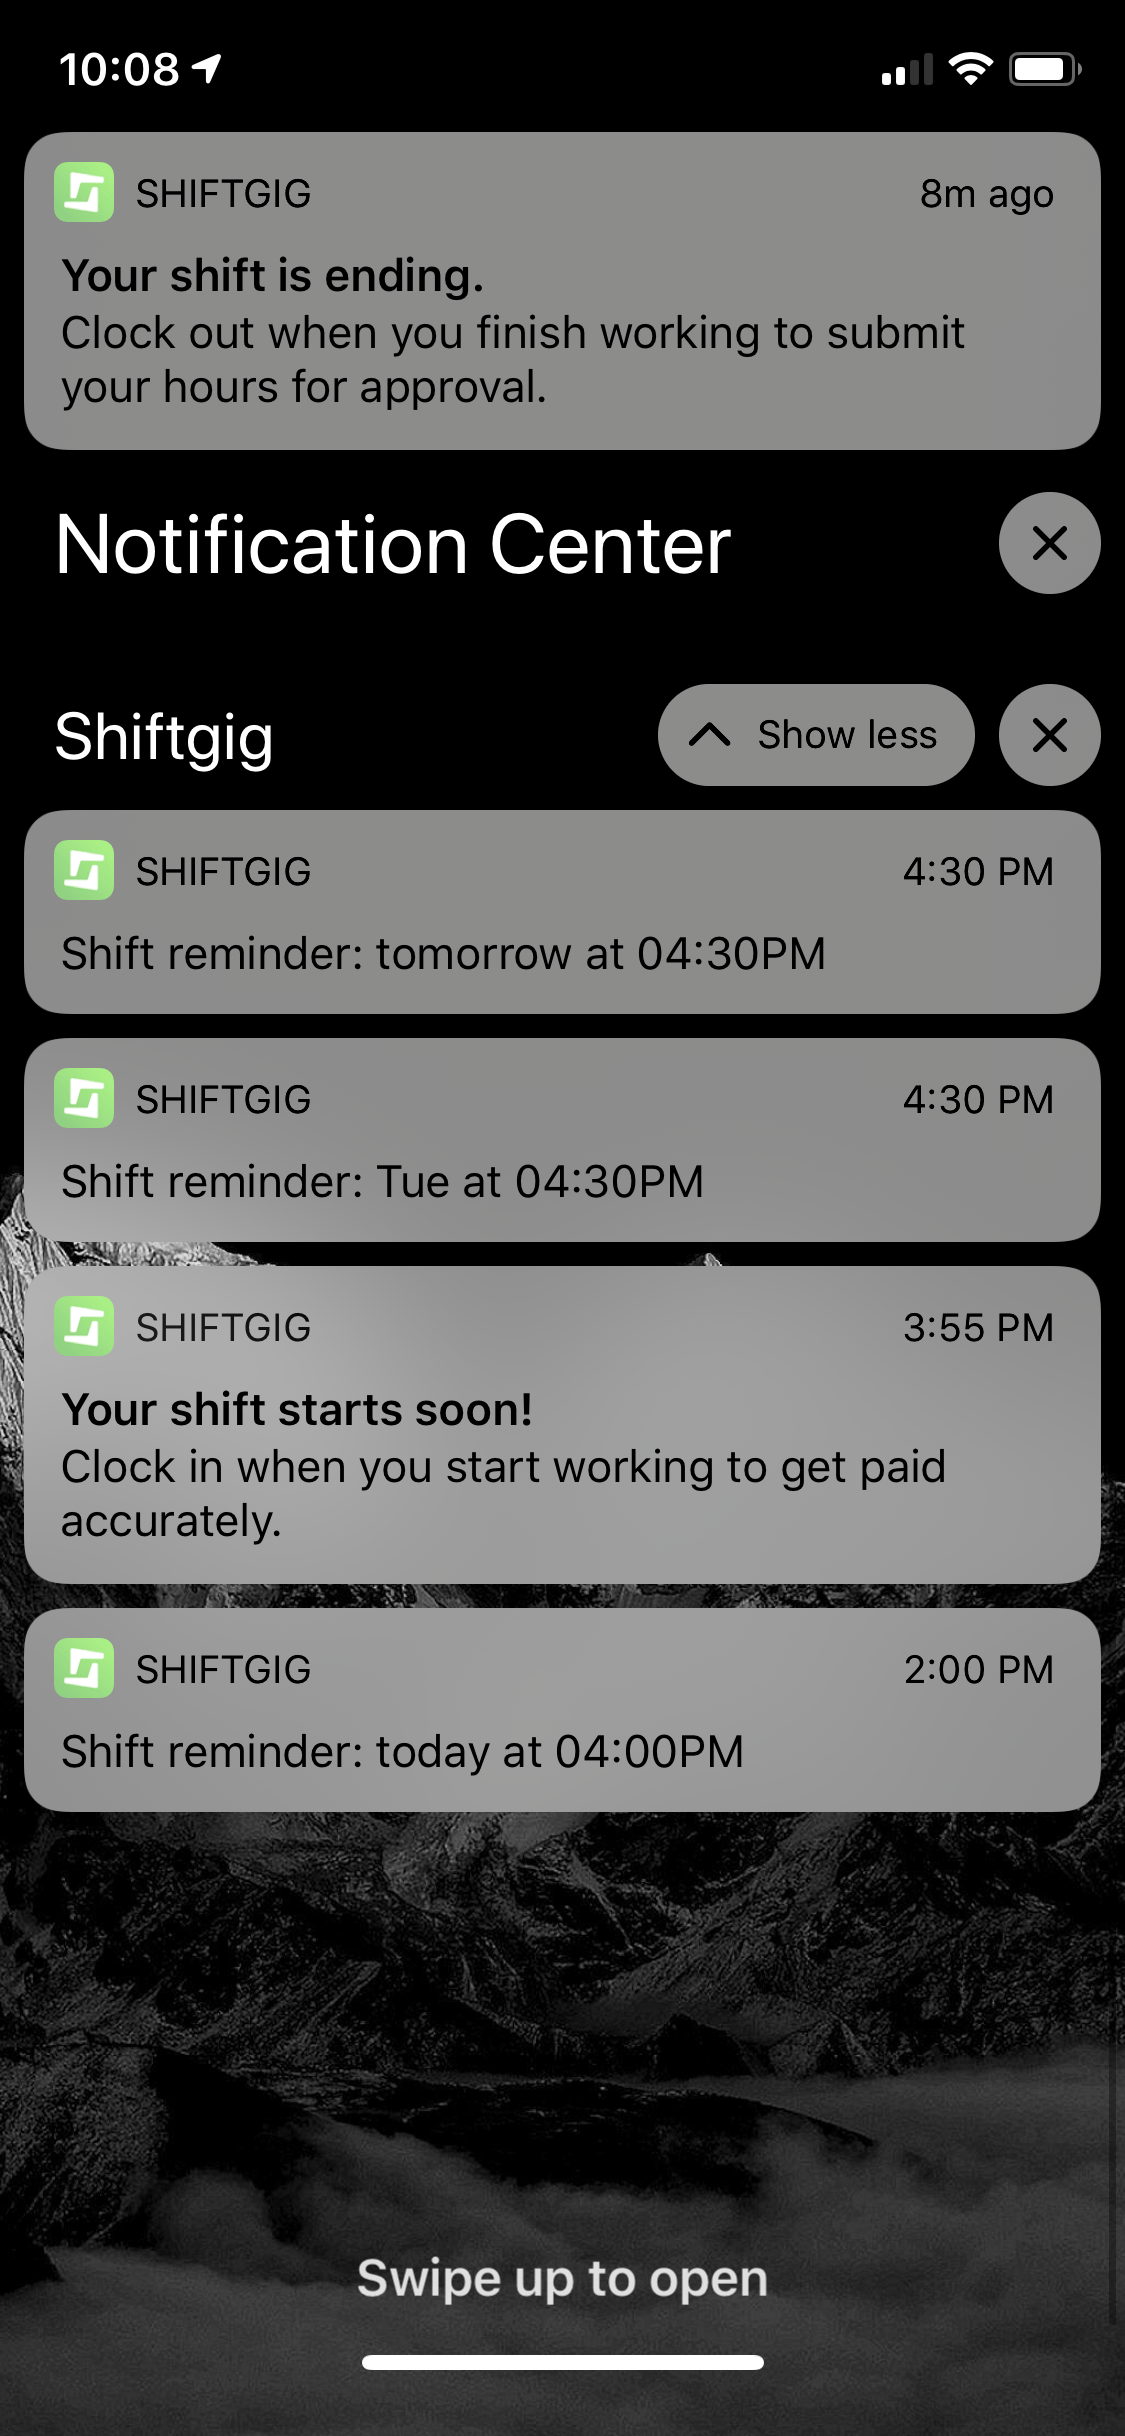 10:08
SHIFTGIG 8m ago
Your shift is ending.
Clock out when you finish working to submit
your hours for approval.
Notification Center
Shiftgig Show less
SHIFTGIG 4:30 PM
Shift reminder: tomorrow at 04:30PM
SHIFTGIG 4:30 PM
Shift reminder: Tue at 04:30PM
SHIFTGIG 3:55 PM
Your shift starts soon!
Clock in when you start working to get paid
accurately.
SHIFTGIG 2:00 PM
Shift reminder: today at 04:00PM
Swipe up to open